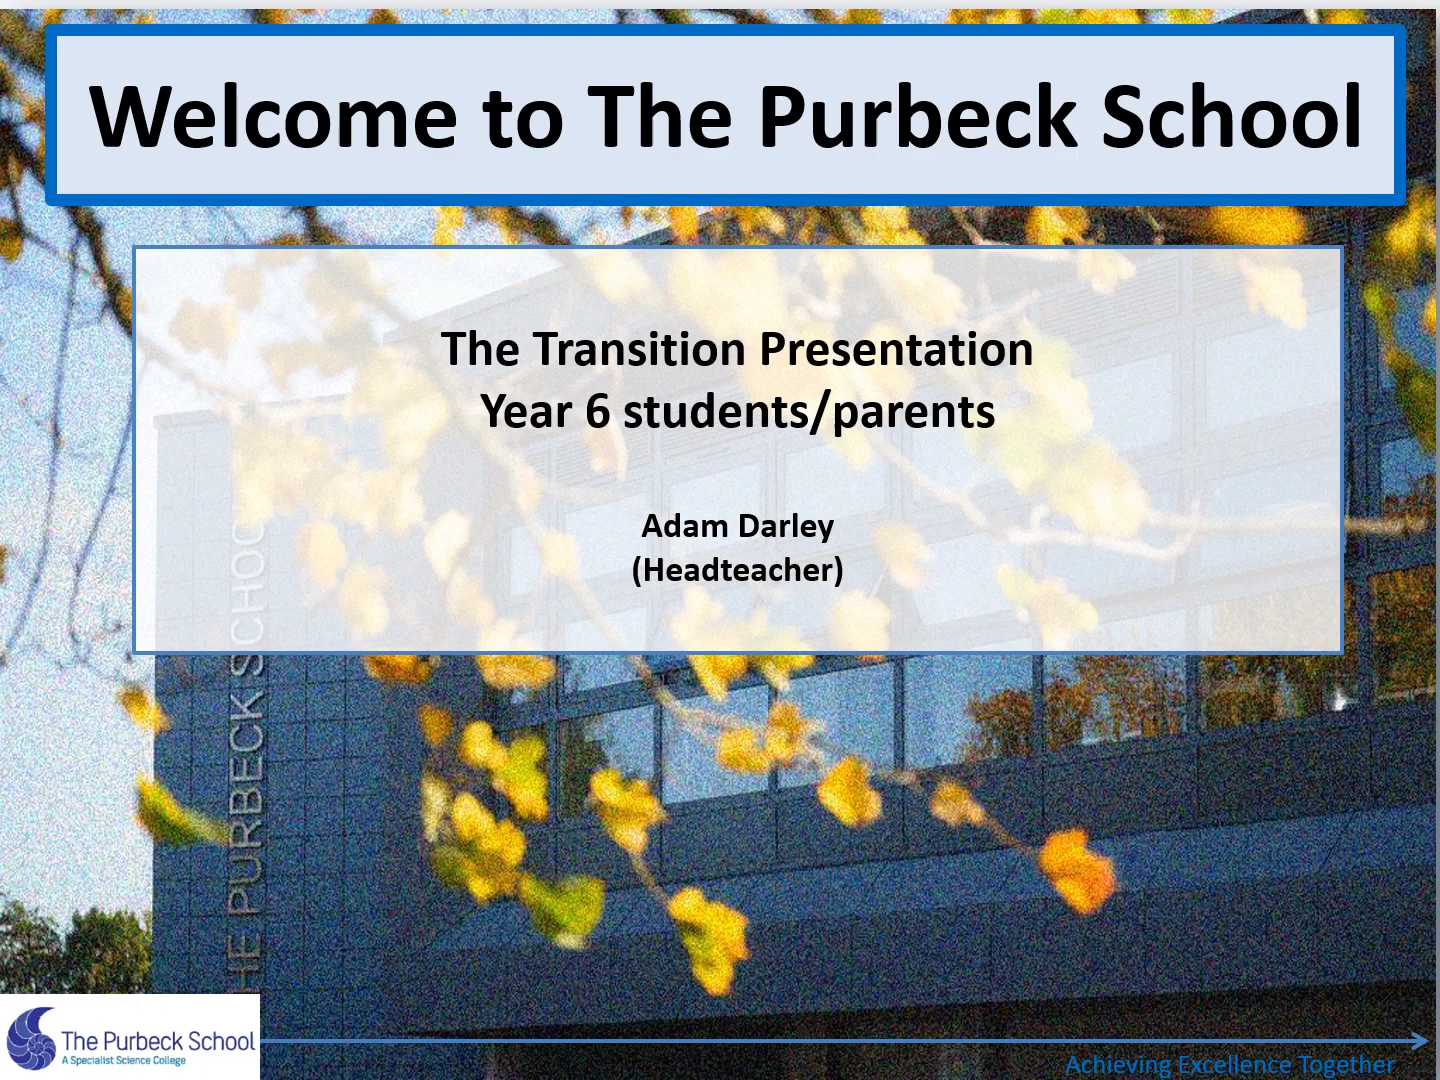 Welcome to The Purbeck School
The Transition Presentation
Year 6 students/parents
Adam Darley
(Headteacher)
THE PURBECK SCHOOL
The Purbeck School
A Specialist Science College
Achieving Excellence Together